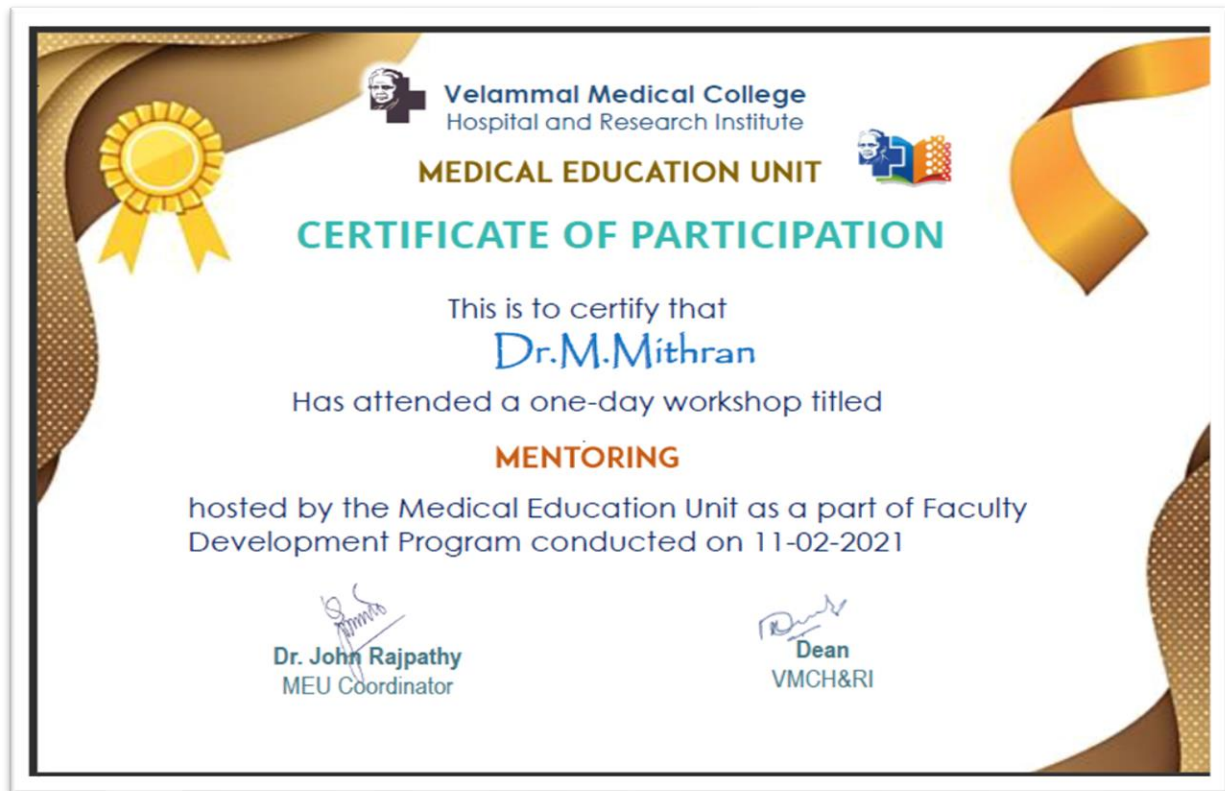 Velammal Medical College
Hospital and Research Institute
MEDICAL EDUCATION UNIT
CERTIFICATE OF PARTICIPATION
This is to certify that
Dr.M.Mithran
Has attended a one-day workshop titled
MENTORING
hosted by the Medical Education Unit as a part of Faculty
Development Program conducted on 11-02-2021
Dr. John Rajpathy
MEU Coordinator
Dean
VMCH&RI